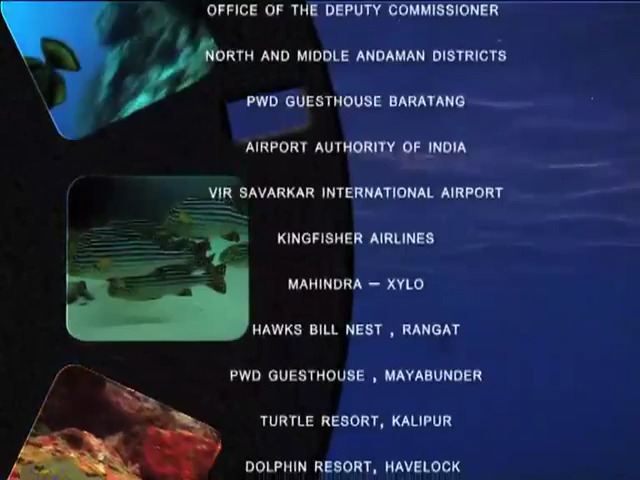 OFFICE OF THE DEPUTY COMMISSIONER
NORTH AND MIDDLE ANDAMAN DISTRICTS
PWD GUESTHOUSE BARATANG
AIRPORT AUTHORITY OF INDIA
VIR SAVARKAR INTERNATIONAL AIRPORT
KINGFISHER AIRLINES
MAHINDRA – XYLO
HAWKS BILL NEST , RANGAT
PWD GUESTHOUSE , MAYABUNDER
TURTLE RESORT, KALIPUR
DOLPHIN RESORT, HAVELOCK